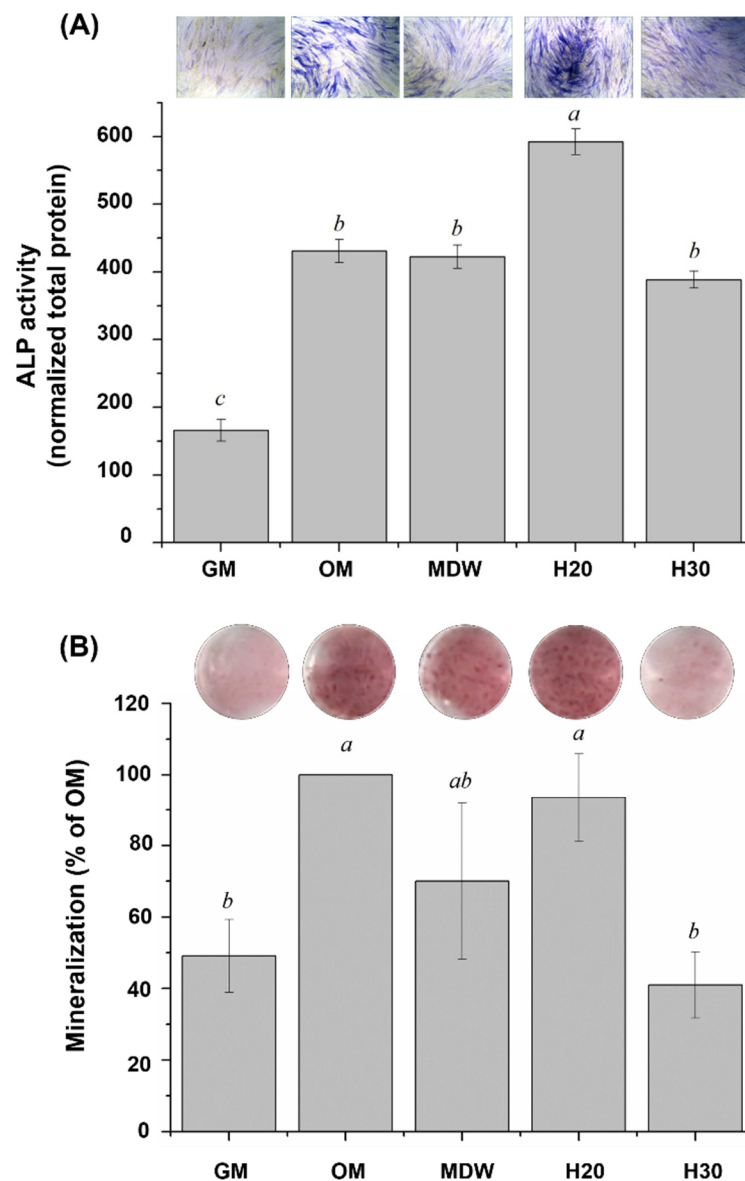 (A)
600
500
400
300
200
100
0
ALP activity
(normalized total protein)
c
b
b
a
b
GM OM MDW H20 H30
(B)
120
100
80
60
40
20
0
Mineralization (% of OM)
b
a
ab
a
b
GM OM MDW H20 H30